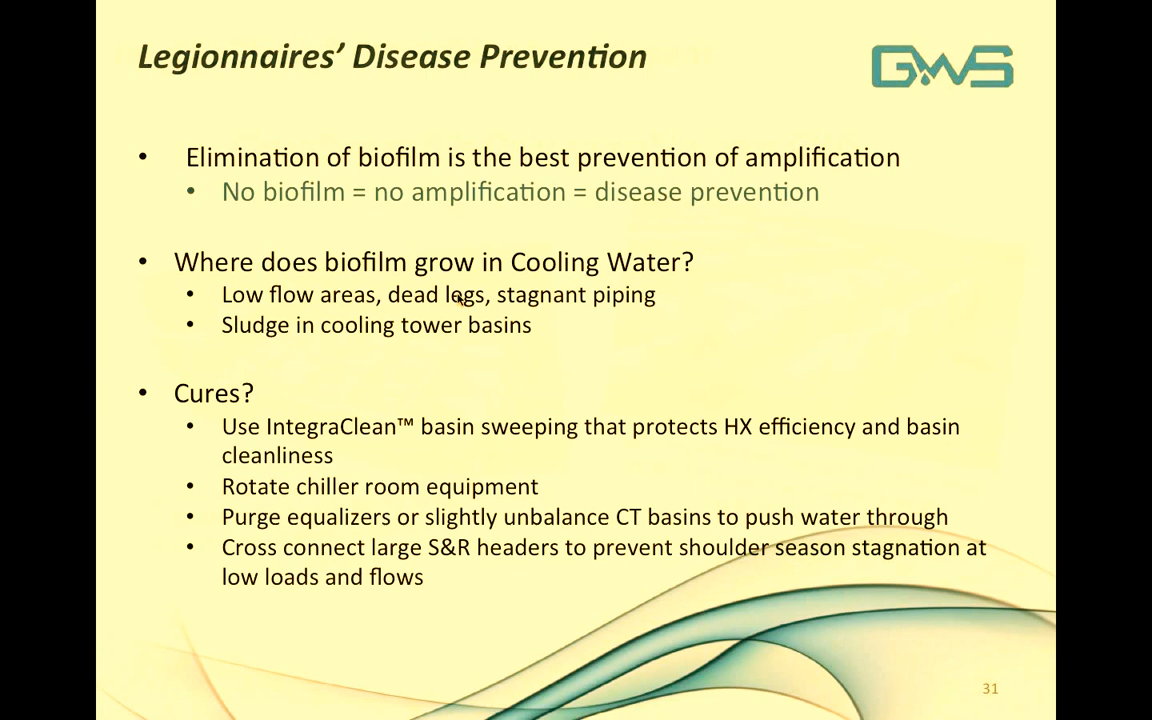 Legionnaires’ Disease Prevention
GWS
• Elimination of biofilm is the best prevention of amplification
• No biofilm = no amplification = disease prevention
• Where does biofilm grow in Cooling Water?
• Low flow areas, dead legs, stagnant piping
• Sludge in cooling tower basins
• Cures?
• Use IntegraClean™ basin sweeping that protects HX efficiency and basin
cleanliness
• Rotate chiller room equipment
• Purge equalizers or slightly unbalance CT basins to push water through
• Cross connect large S&R headers to prevent shoulder season stagnation at
low loads and flows
31